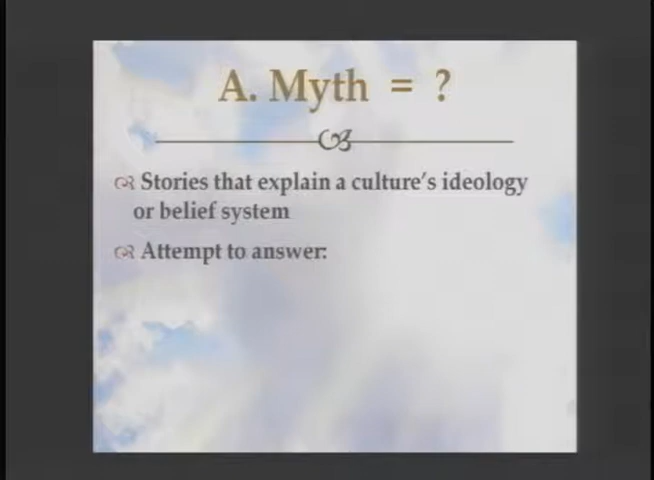 A. Myth = ?
Stories that explain a culture's ideology
or belief system
Attempt to answer: